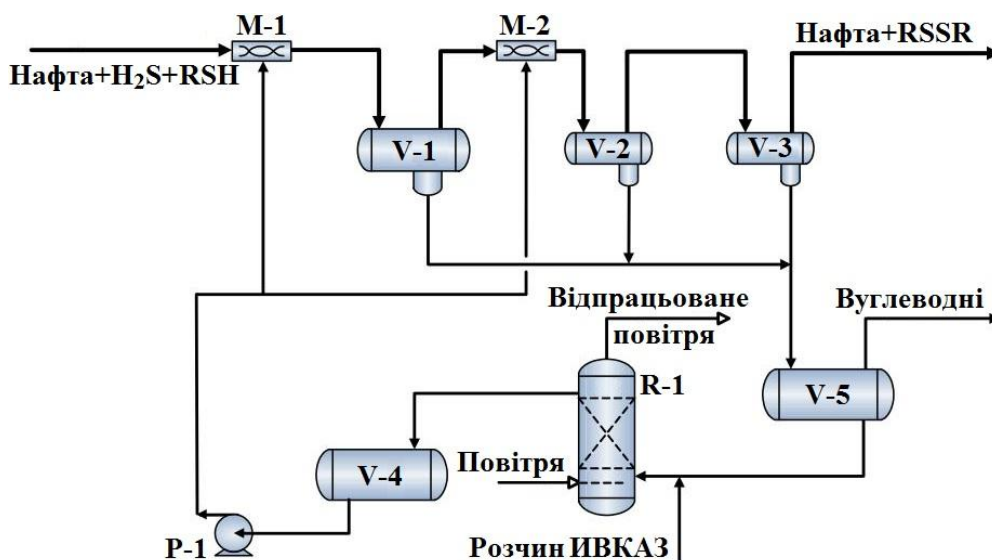 M-1
M-2
Нафта+RSSR
Нафта+H₂S+RSH
V-1
V-2
V-3
Відпрацьоване
повітря
Вуглеводні
R-1
V-5
Повітря
V-4
P-1
Розчин ИВКАЗ